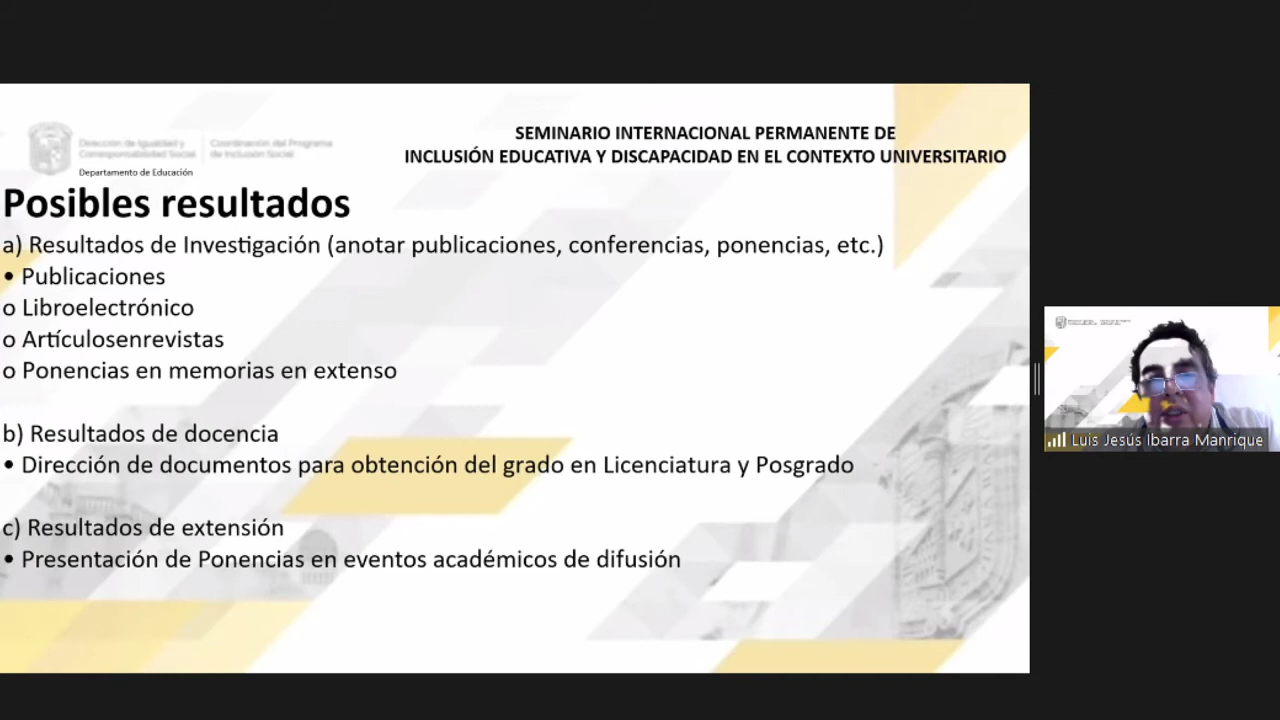 Dirección de Igualdad y
Corresponsabilidad Social
Coordinación del Programa
de Inclusión Social
Departamento de Educación
SEMINARIO INTERNACIONAL PERMANENTE DE
INCLUSIÓN EDUCATIVA Y DISCAPACIDAD EN EL CONTEXTO UNIVERSITARIO
Posibles resultados
a) Resultados de Investigación (anotar publicaciones, conferencias, ponencias, etc.)
• Publicaciones
o Libroelectrónico
o Artículosenrevistas
o Ponencias en memorias en extenso
b) Resultados de docencia
• Dirección de documentos para obtención del grado en Licenciatura y Posgrado
c) Resultados de extensión
• Presentación de Ponencias en eventos académicos de difusión
Luis Jesús Ibarra Manrique